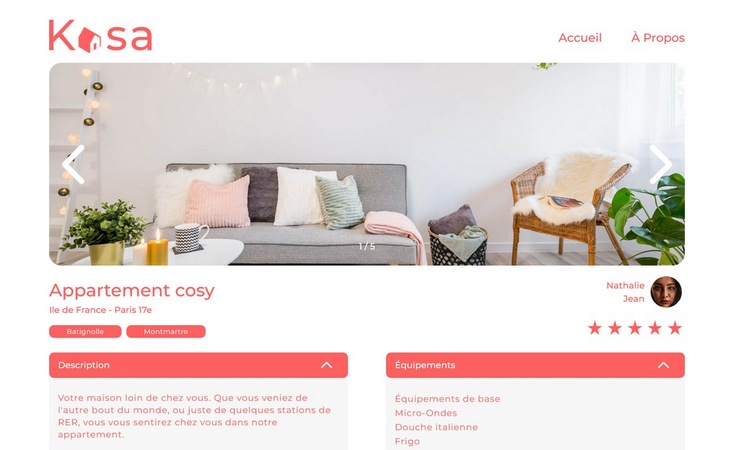 Kasa
Accueil
À Propos
1 / 5
Appartement cosy
Ile de France - Paris 17e
Batignolle
Montmartre
Nathalie
Jean
Description
Votre maison loin de chez vous. Que vous veniez de
l'autre bout du monde, ou juste de quelques stations de
RER, vous vous sentirez chez vous dans notre
appartement.
Équipements
Équipements de base
Micro-Ondes
Douche italienne
Frigo